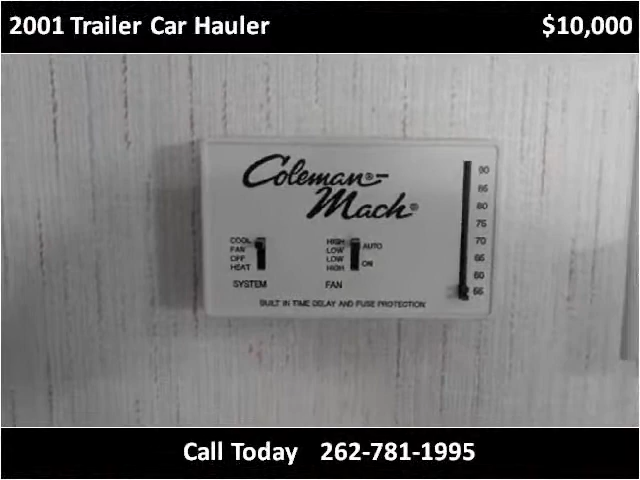 2001 Trailer Car Hauler $10,000
Coleman®-
Mach®
COOL
FAN
OFF
HEAT
SYSTEM
HIGH
LOW
LOW
HIGH
AUTO
ON
FAN
90
85
80
75
70
65
60
55
BUILT IN TIME DELAY AND FUSE PROTECTION
Call Today 262-781-1995